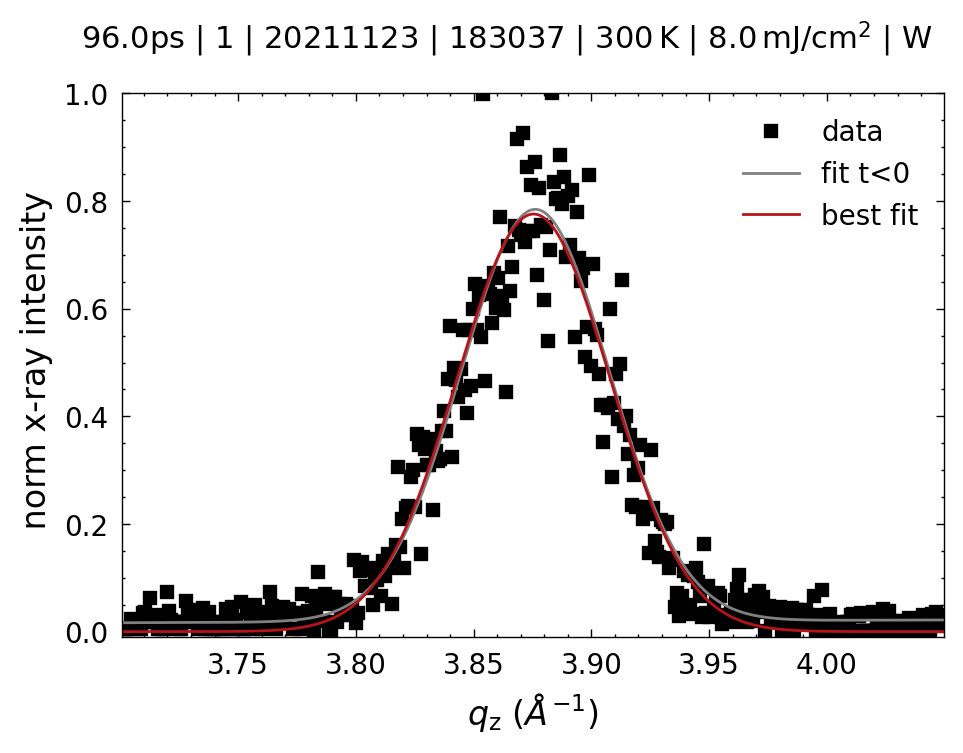 96.0ps | 1 | 20211123 | 183037 | 300 K | 8.0 mJ/cm² | W
1.0
0.8
0.6
0.4
0.2
0.0
norm x-ray intensity
data
fit t<0
best fit
3.75 3.80 3.85 3.90 3.95 4.00
q_z (Å⁻¹)